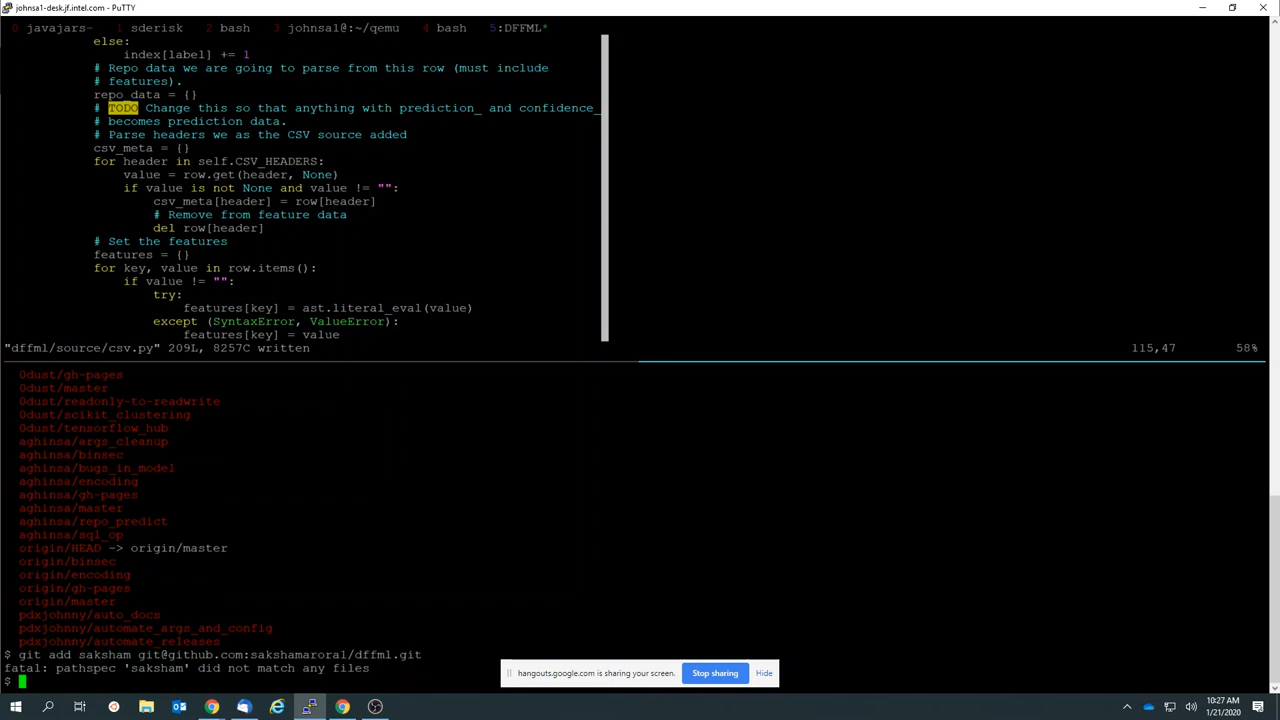 johnsa1-desk.jf.intel.com - PuTTY
0 javajars- 1 sderisk 2 bash 3 johnsa1@:~/qemu 4 bash 5:DFFML*
else:
index[label] += 1
# Repo data we are going to parse from this row (must include
# features).
repo_data = {}
# TODO Change this so that anything with prediction_ and confidence_
# becomes prediction data.
# Parse headers we as the CSV source added
csv_meta = {}
for header in self.CSV_HEADERS:
value = row.get(header, None)
if value is not None and value != "":
csv_meta[header] = row[header]
# Remove from feature data
del row[header]
# Set the features
features = {}
for key, value in row.items():
if value != "":
try:
features[key] = ast.literal_eval(value)
except (SyntaxError, ValueError):
features[key] = value
"dffml/source/csv.py" 209L, 8257C written 115,47 58%
0dust/gh-pages
0dust/master
0dust/readonly-to-readwrite
0dust/scikit_clustering
0dust/tensorflow_hub
aghinsa/args_cleanup
aghinsa/binsec
aghinsa/bugs_in_model
aghinsa/encoding
aghinsa/gh-pages
aghinsa/master
aghinsa/repo_predict
aghinsa/sql_op
origin/HEAD -> origin/master
origin/binsec
origin/encoding
origin/gh-pages
origin/master
pdxjohnny/auto_docs
pdxjohnny/automate_args_and_config
pdxjohnny/automate_releases
$ git add saksham git@github.com:sakshamaroral/dffml.git
fatal: pathspec 'saksham' did not match any files
$
hangouts.google.com is sharing your screen. Stop sharing Hide
10:27 AM
1/21/2020